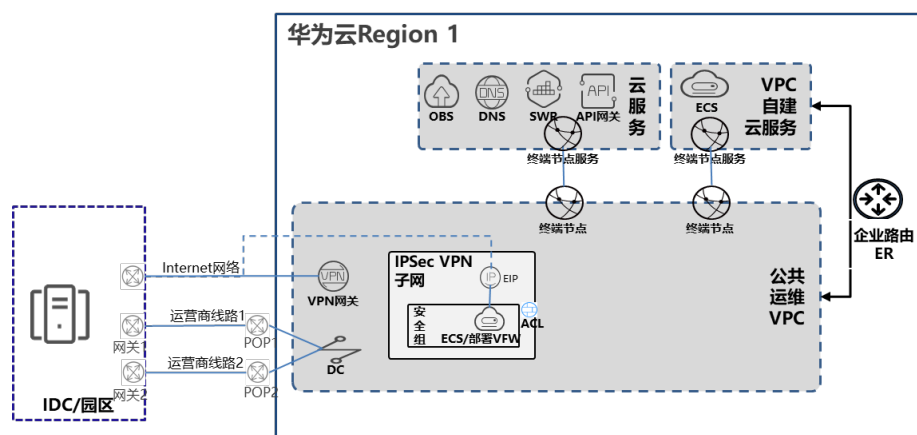 华为云Region 1
OBS
DNS
DNS
SWR
API
API网关
云服务
终端节点服务
ECS
VPC
自建
云服务
终端节点服务
终端节点
终端节点
企业路由
ER
Internet网络
VPN
VPN网关
IPSec VPN
子网
IP
EIP
安全组
ECS/部署VFW
ACL
公共
运维
VPC
运营商线路1
网关1
POP1
运营商线路2
网关2
POP2
DC
IDC/园区